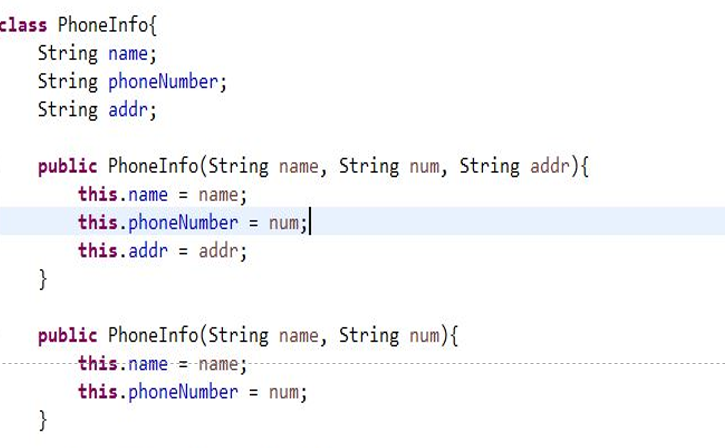 class PhoneInfo{
String name;
String phoneNumber;
String addr;
public PhoneInfo(String name, String num, String addr){
this.name = name;
this.phoneNumber = num;
this.addr = addr;
}
public PhoneInfo(String name, String num){
this.name = name;
this.phoneNumber = num;
}